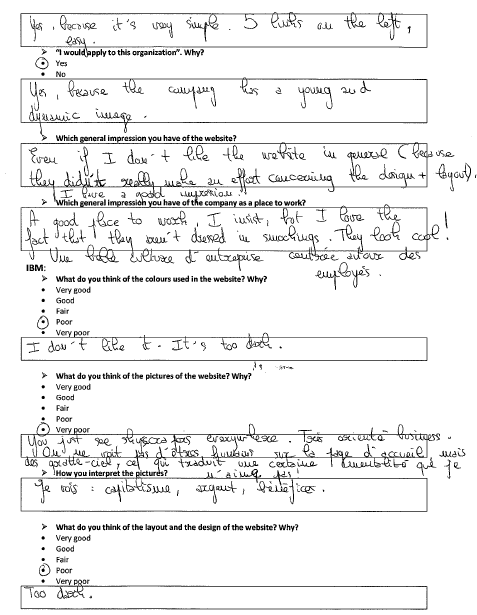 Yes, because it's very simple. 5 links on the left,
easy.
➤ "I would apply to this organization". Why?
• Yes
• No
Yes, because the company has a young and
dynamic image.
➤ Which general impression you have of the website?
Even if I don't like the website in general (because
they didn't really make an effort concerning the design + layout),
I have a good impression!
➤ Which general impression you have of the company as a place to work?
A good place to work, I insist, but I love the
fact that they aren't dressed in smockings. They look cool!
Une belle culture d'entreprise centrée autour des
employés.
IBM:
➤ What do you think of the colours used in the website? Why?
• Very good
• Good
• Fair
• Poor
• Very poor
I don't like it. It's too dark.
➤ What do you think of the pictures of the website? Why?
• Very good
• Good
• Fair
• Poor
• Very poor
You just see skyscrapers everywhere. Très orienté business.
On ne voit pas d'êtres humains sur la page d'accueil mais
des gratte-ciel, ce qui traduit une certaine mentalité que je
n'aime pas!
➤ How you interpret the pictures?
Je vois : capitalisme, argent, bénéfices.
➤ What do you think of the layout and the design of the website? Why?
• Very good
• Good
• Fair
• Poor
• Very poor
Too dark.